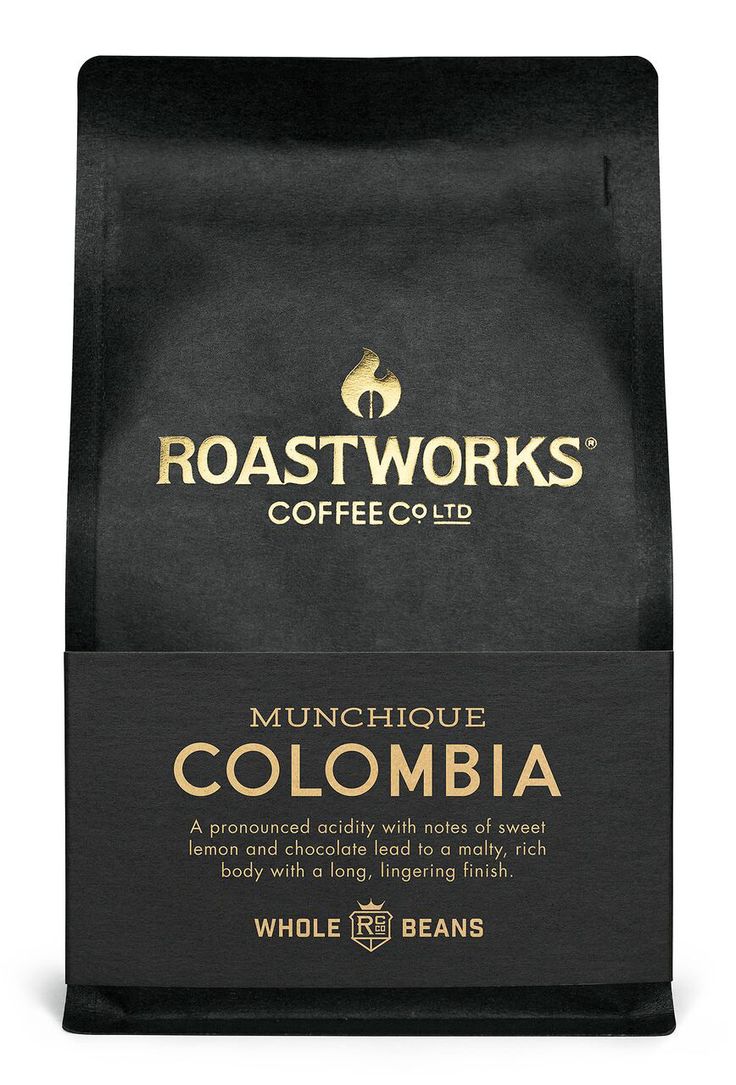 ROASTWORKS®
COFFEE Cº LTD
MUNCHIQUE
COLOMBIA
A pronounced acidity with notes of sweet
lemon and chocolate lead to a malty, rich
body with a long, lingering finish.
WHOLE RCCO BEANS